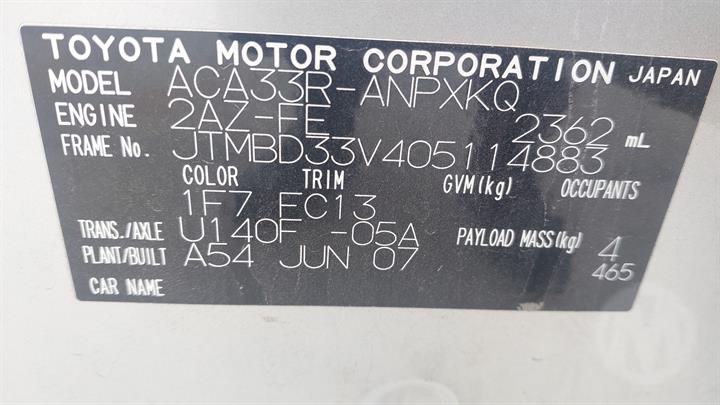 TOYOTA MOTOR CORPORATION JAPAN
MODEL ACA33R-ANPXKQ
ENGINE 2AZ-FE 2362 mL
FRAME No. JTMBD33V405114883
COLOR TRIM GVM(kg) OCCUPANTS
1F7 FC13
TRANS./AXLE U140F -05A PAYLOAD MASS(kg) 4
PLANT/BUILT A54 JUN 07 465
CAR NAME
M